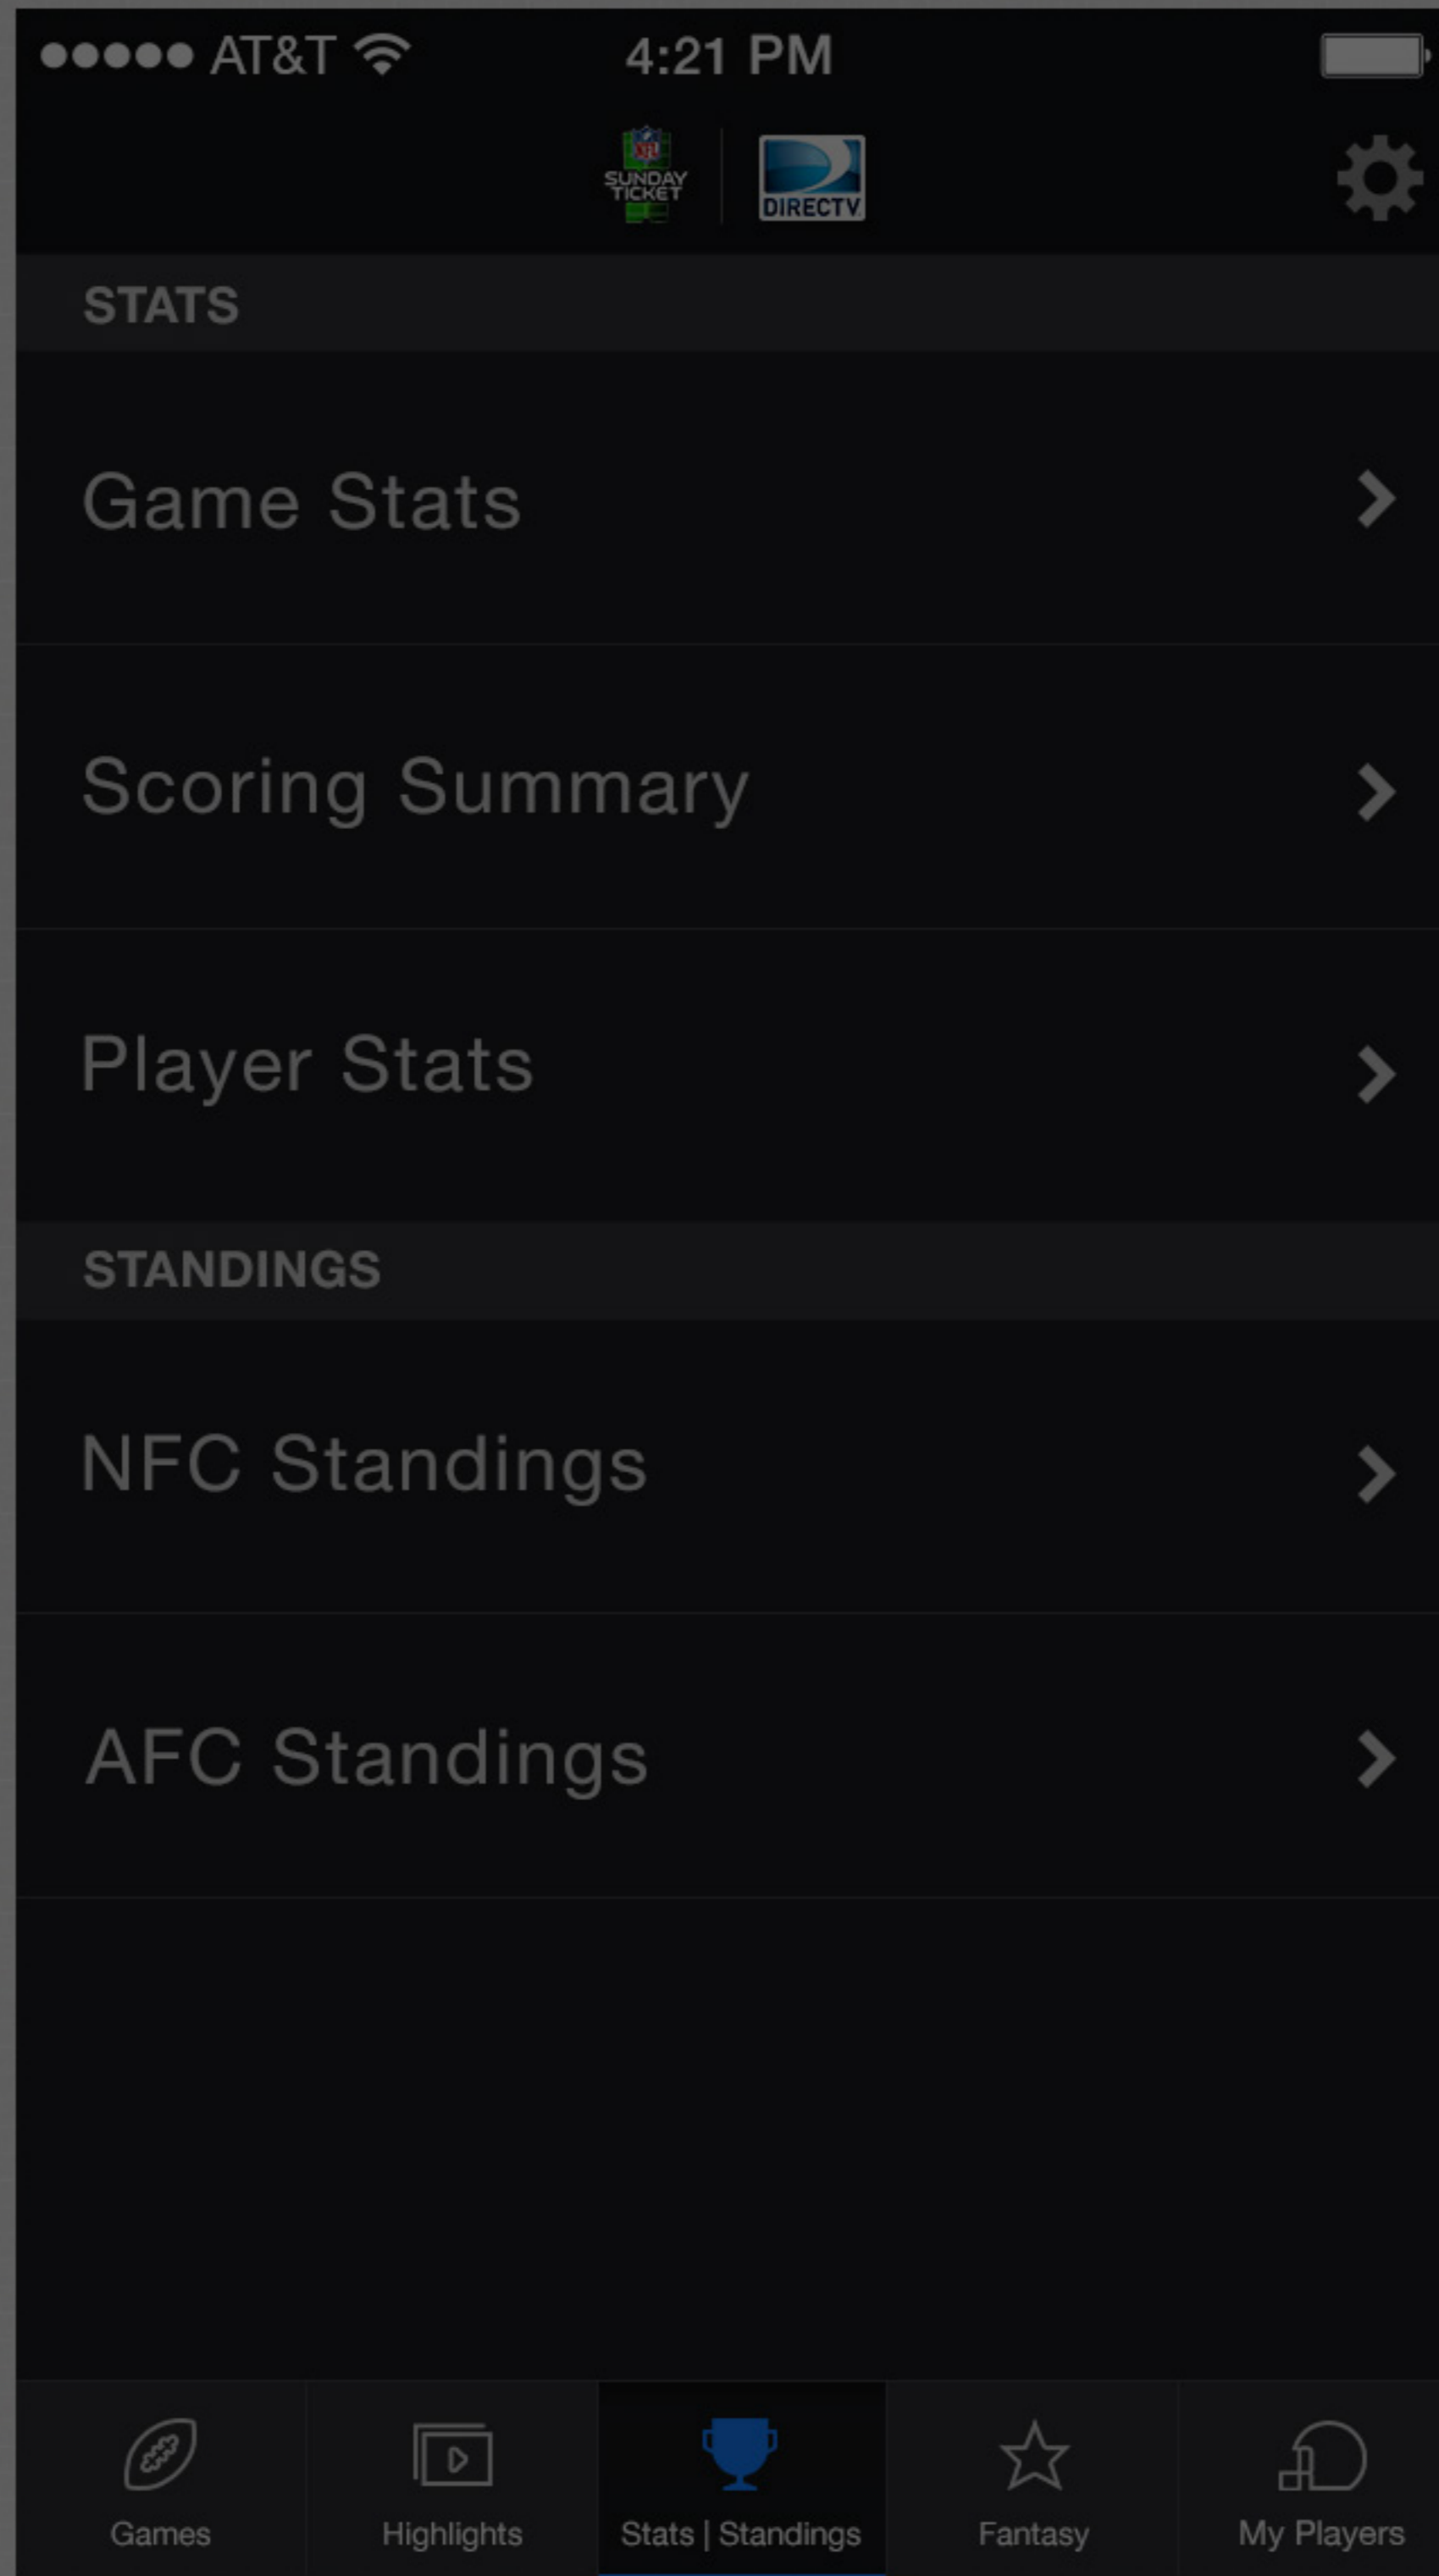 AT&T 4:21 PM
NFL
SUNDAY
TICKET
DIRECTV
STATS
Game Stats
Scoring Summary
Player Stats
STANDINGS
NFC Standings
AFC Standings
Games Highlights Stats | Standings Fantasy My Players